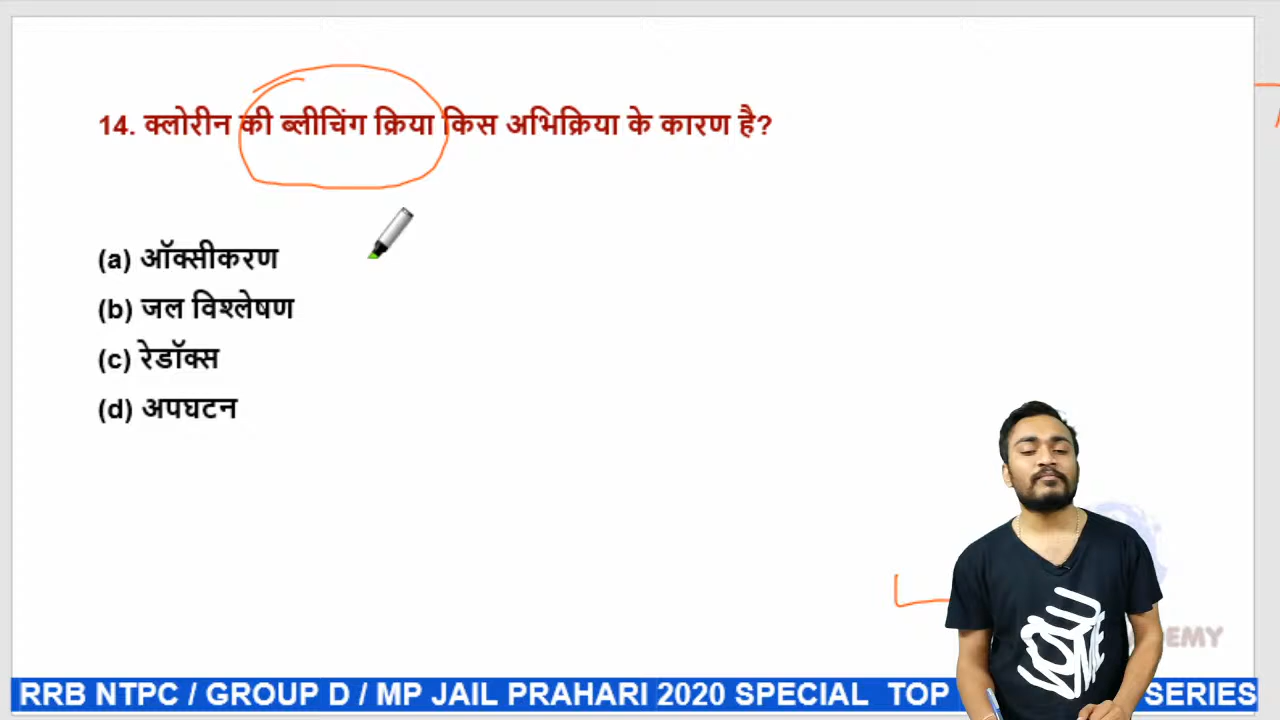 14. क्लोरीन की ब्लीचिंग क्रिया किस अभिक्रिया के कारण है?
(a) ऑक्सीकरण
(b) जल विश्लेषण
(c) रेडॉक्स
(d) अपघटन
RRB NTPC / GROUP D / MP JAIL PRAHARI 2020 SPECIAL TOP SERIES